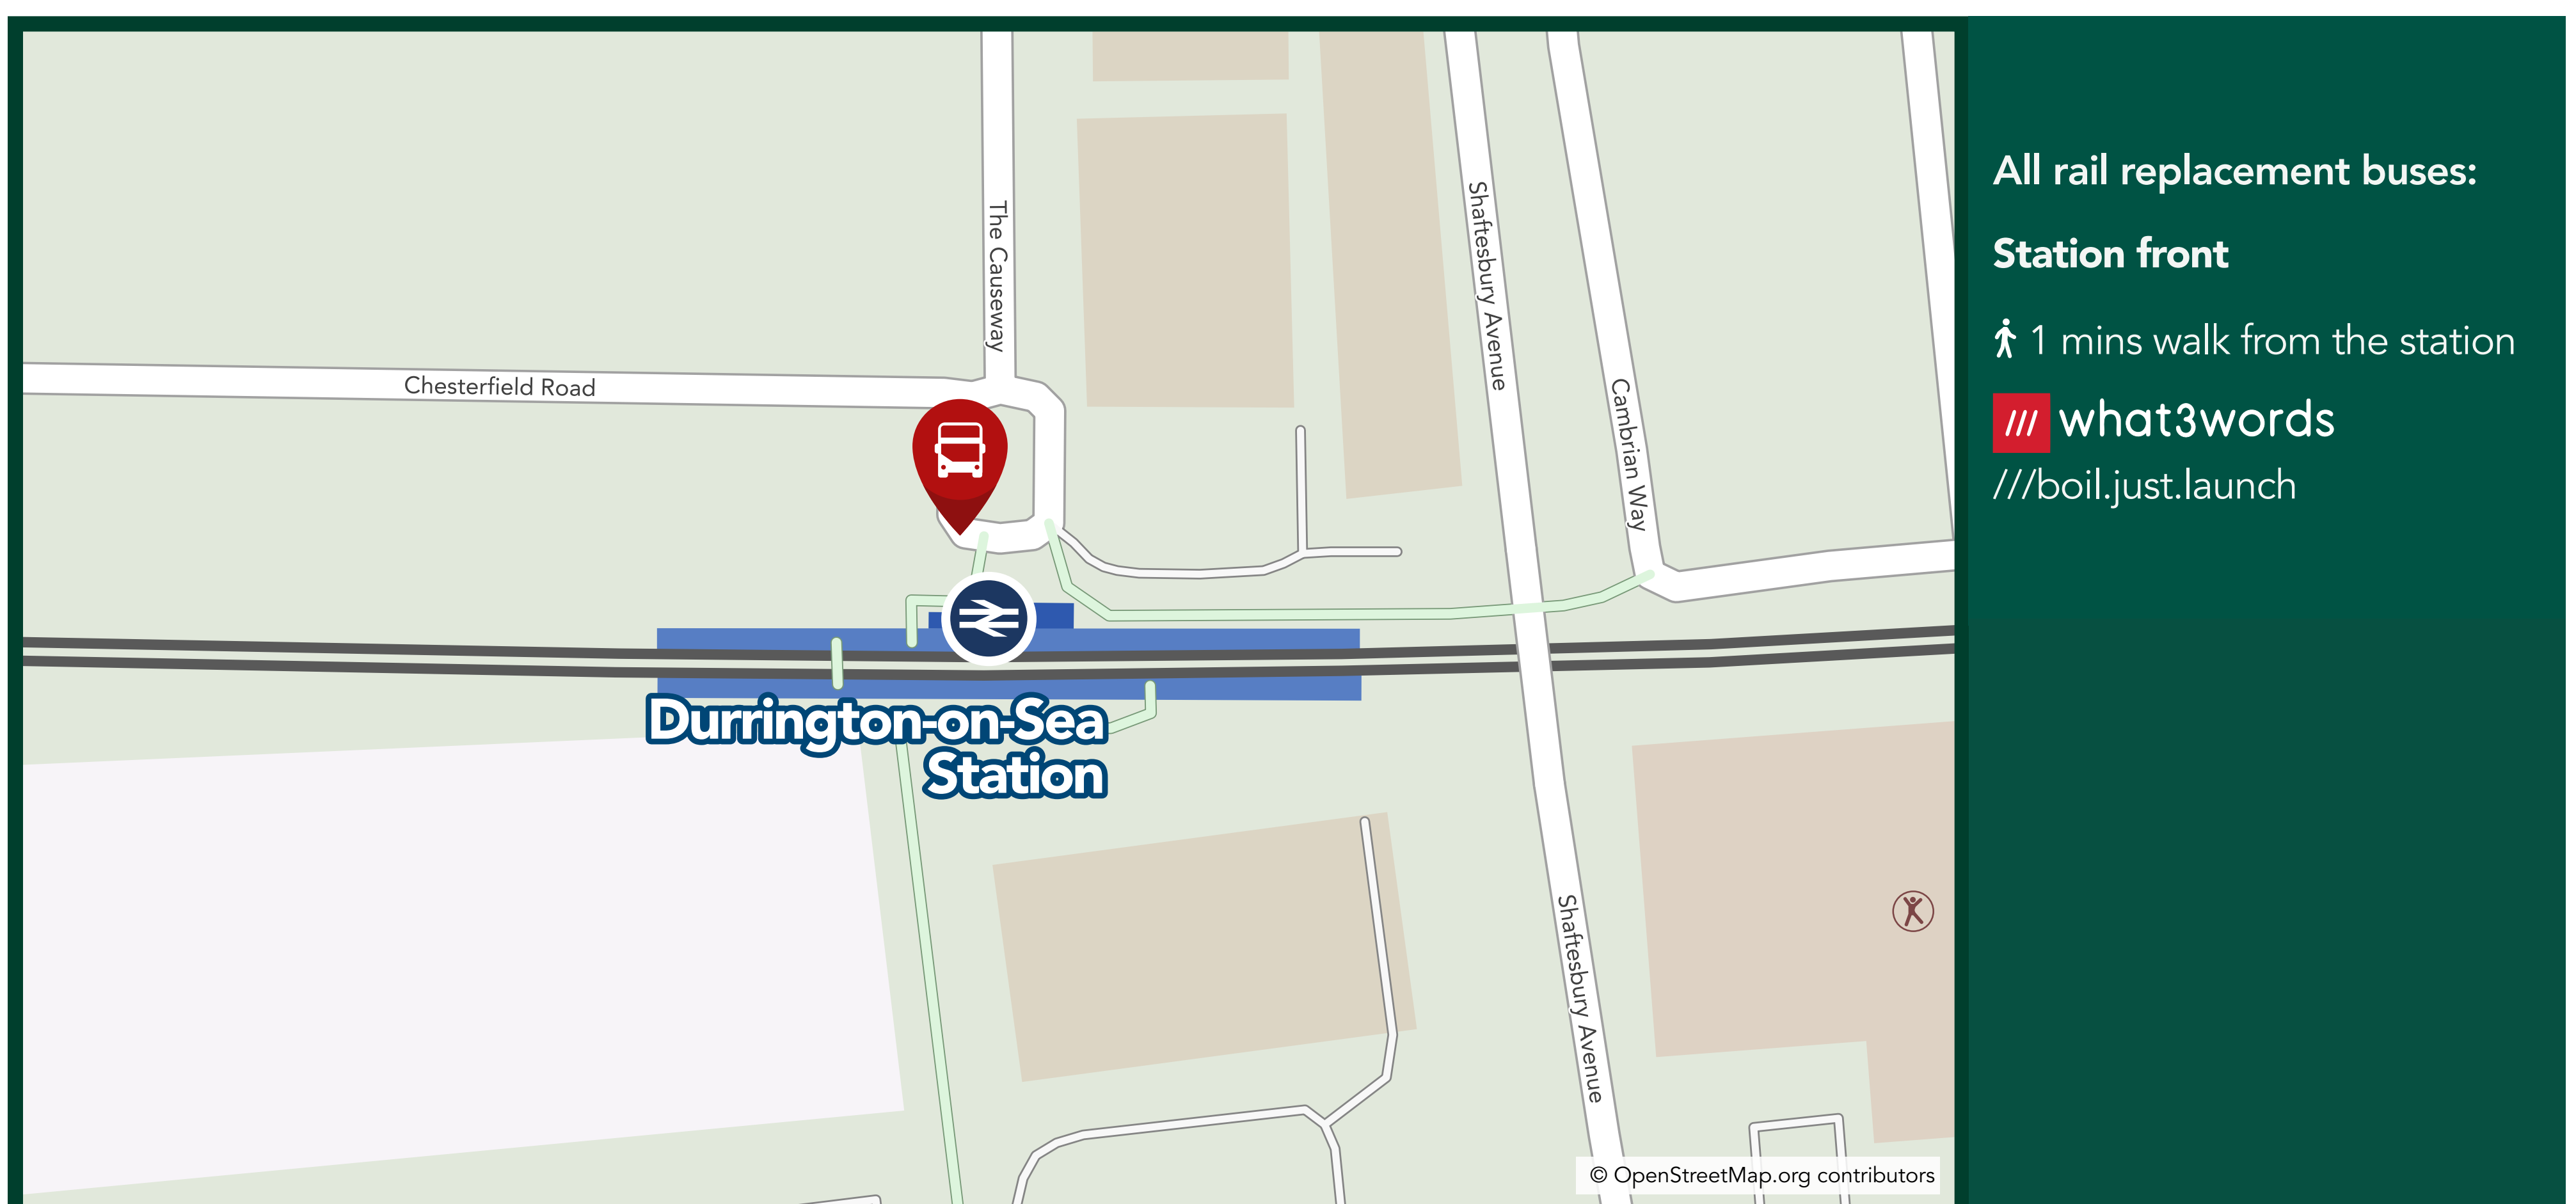 The Causeway
Shaftesbury Avenue
Chesterfield Road
Cambrian Way
Durrington-on-Sea
Station
Shaftesbury Avenue
© OpenStreetMap.org contributors
All rail replacement buses:
Station front
1 mins walk from the station
/// what3words
///boil.just.launch